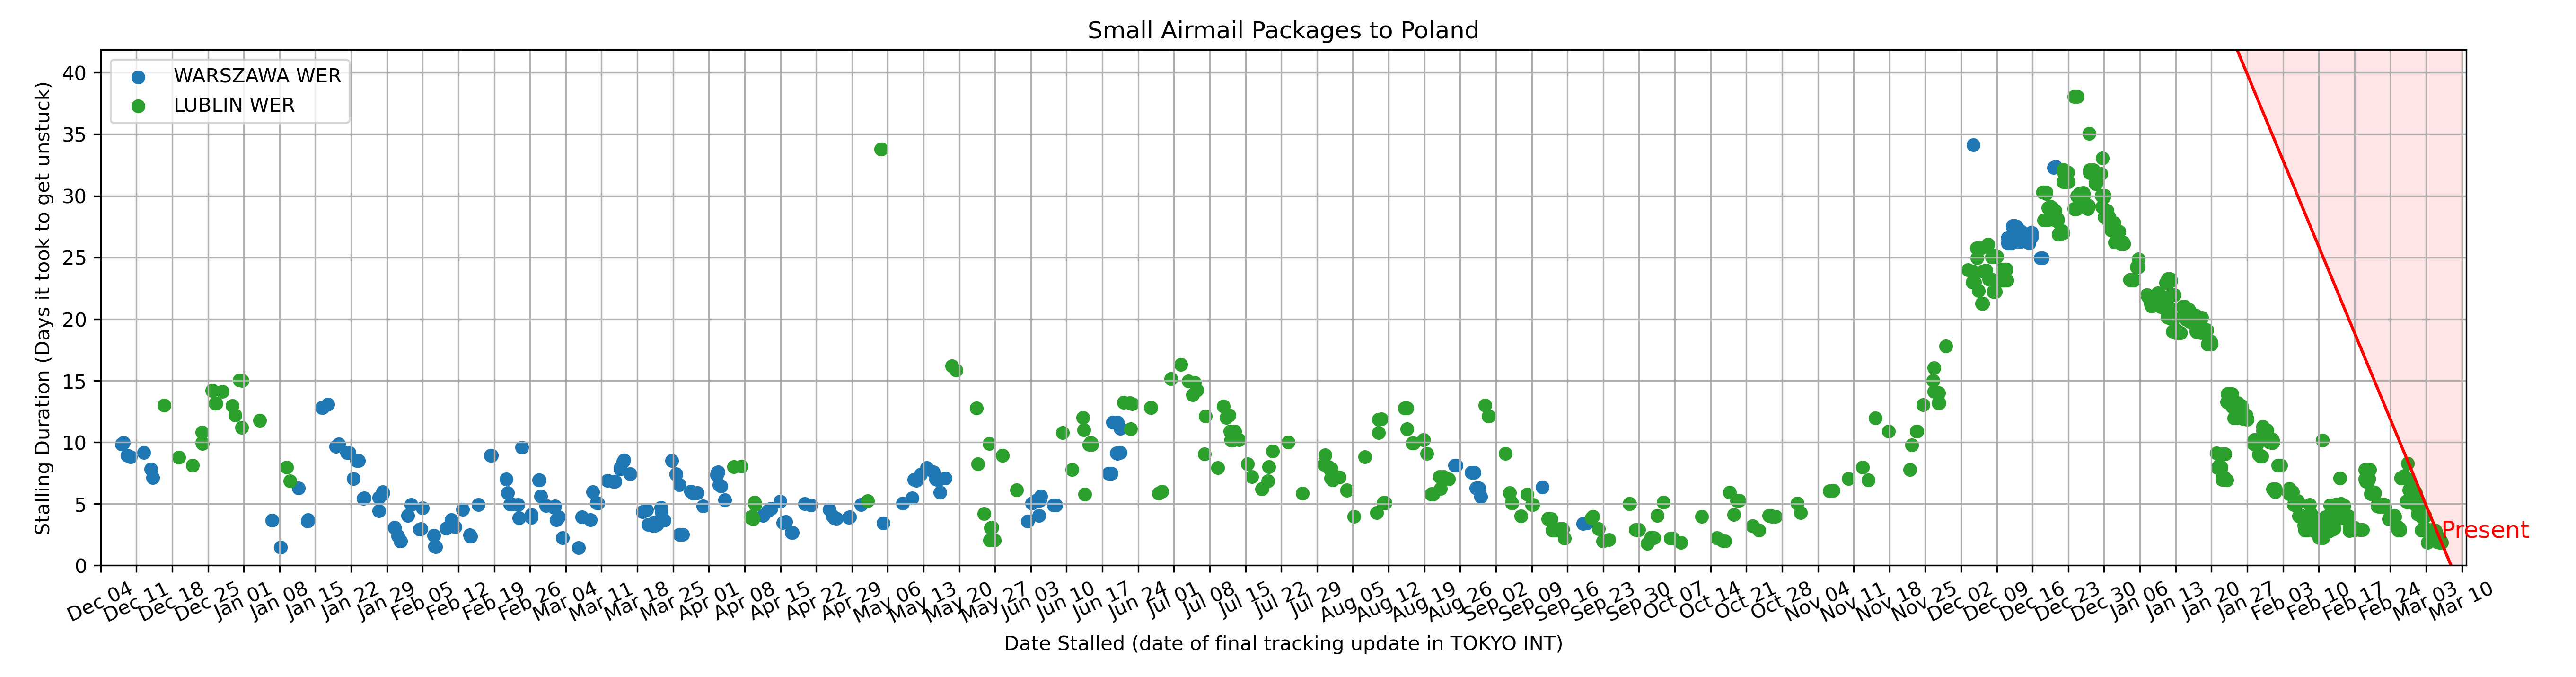 Small Airmail Packages to Poland
WARSZAWA WER
LUBLIN WER
Stalling Duration (Days it took to get unstuck)
40
35
30
25
20
15
10
5
0
Present
Dec 04 Dec 11 Dec 18 Dec 25 Jan 01 Jan 08 Jan 15 Jan 22 Jan 29 Feb 05 Feb 12 Feb 19 Feb 26 Mar 04 Mar 11 Mar 18 Mar 25 Apr 01 Apr 08 Apr 15 Apr 22 Apr 29 May 06 May 13 May 20 May 27 Jun 03 Jun 10 Jun 17 Jun 24 Jul 01 Jul 08 Jul 15 Jul 22 Jul 29 Aug 05 Aug 12 Aug 19 Aug 26 Sep 02 Sep 09 Sep 16 Sep 23 Sep 30 Oct 07 Oct 14 Oct 21 Oct 28 Nov 04 Nov 11 Nov 18 Nov 25 Dec 02 Dec 09 Dec 16 Dec 23 Dec 30 Jan 06 Jan 13 Jan 20 Jan 27 Feb 03 Feb 10 Feb 17 Feb 24 Mar 03 Mar 10
Date Stalled (date of final tracking update in TOKYO INT)